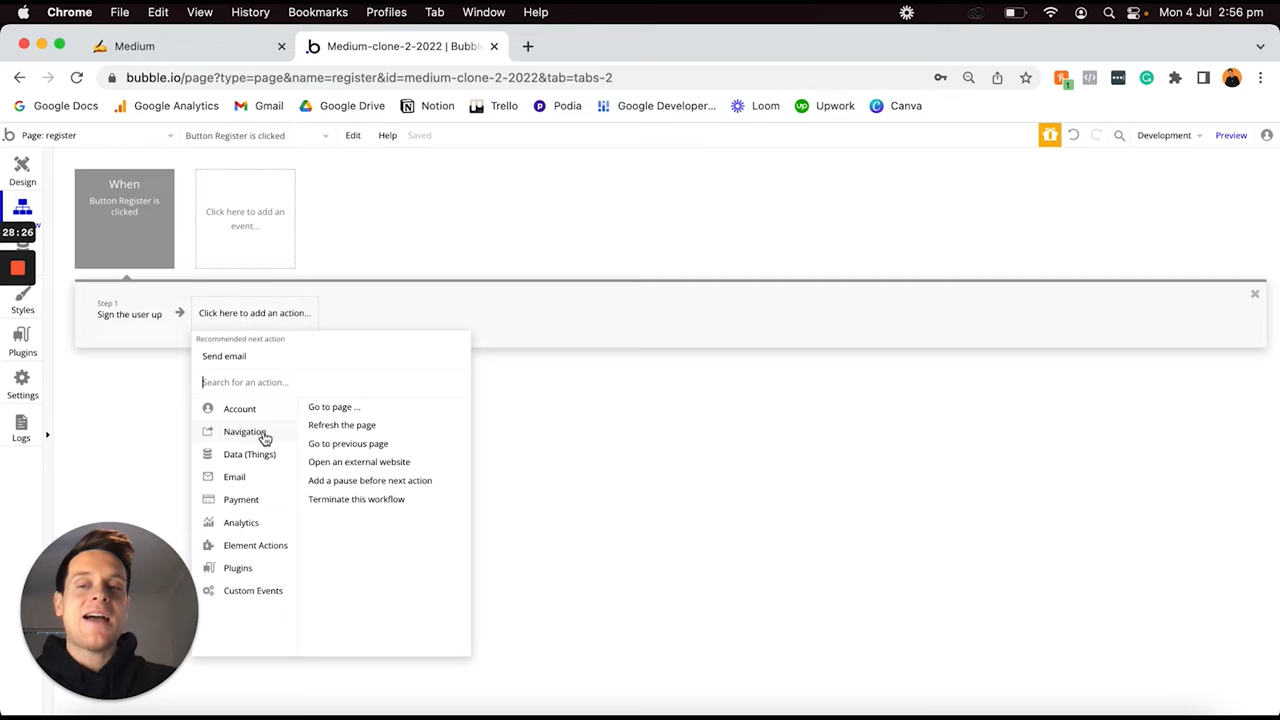 Chrome File Edit View History Bookmarks Profiles Tab Window Help Mon 4 Jul 2:56 pm
Medium Medium-clone-2-2022 | Bubbl
bubble.io/page?type=page&name=register&id=medium-clone-2-2022&tab=tabs-2
1
Google Docs Google Analytics Gmail Google Drive Notion Trello Podia Google Developer... Loom Upwork Canva
Page: register Button Register is clicked Edit Help Saved Development Preview
Design
When
Button Register is
clicked
Click here to add an
event...
28:26
Styles
Plugins
Settings
Logs
Step 1
Sign the user up
Click here to add an action...
Recommended next action
Send email
Search for an action...
Account
Navigation
Data (Things)
Email
Payment
Analytics
Element Actions
Plugins
Custom Events
Go to page ...
Refresh the page
Go to previous page
Open an external website
Add a pause before next action
Terminate this workflow